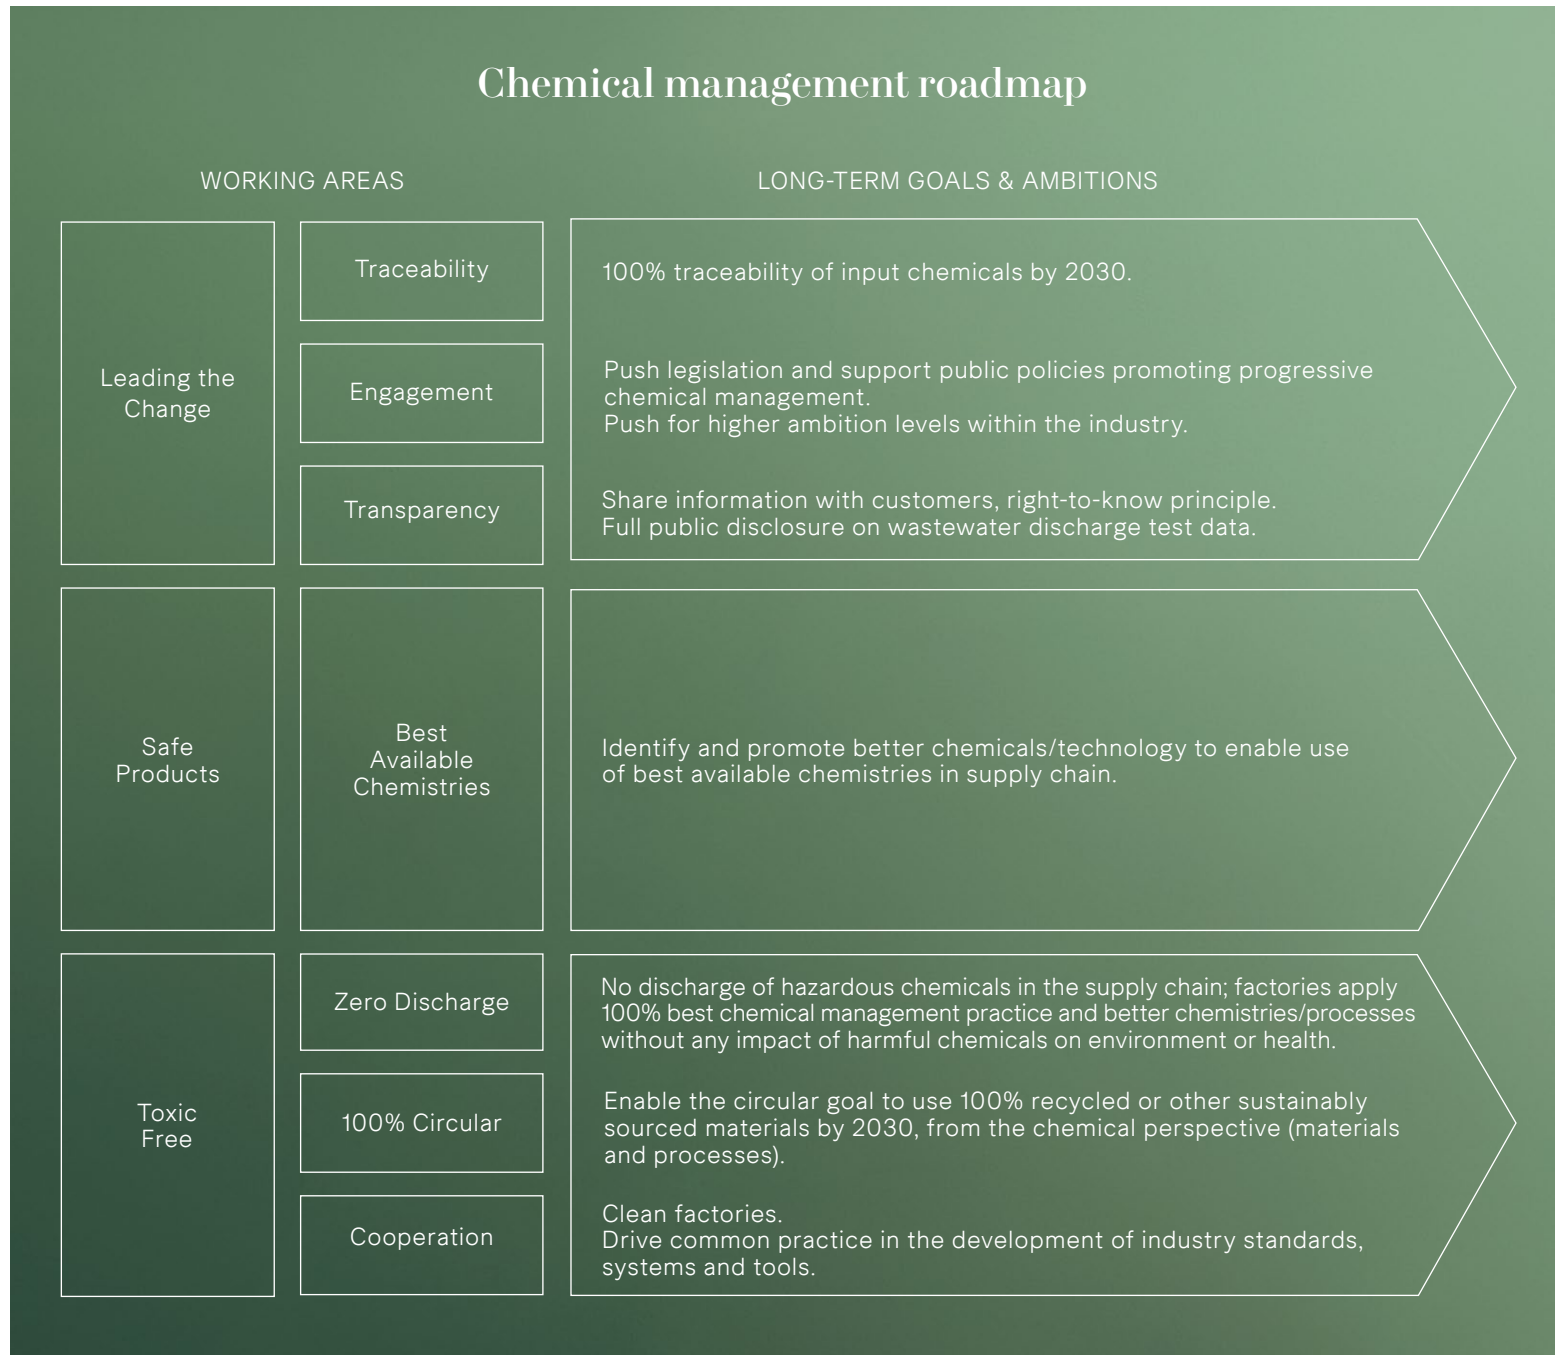 Chemical management roadmap
WORKING AREAS
LONG-TERM GOALS & AMBITIONS
Leading the
Change
Traceability
100% traceability of input chemicals by 2030.
Engagement
Push legislation and support public policies promoting progressive
chemical management.
Push for higher ambition levels within the industry.
Transparency
Share information with customers, right-to-know principle.
Full public disclosure on wastewater discharge test data.
Safe
Products
Best
Available
Chemistries
Identify and promote better chemicals/technology to enable use
of best available chemistries in supply chain.
Toxic
Free
Zero Discharge
No discharge of hazardous chemicals in the supply chain; factories apply
100% best chemical management practice and better chemistries/processes
without any impact of harmful chemicals on environment or health.
100% Circular
Enable the circular goal to use 100% recycled or other sustainably
sourced materials by 2030, from the chemical perspective (materials
and processes).
Cooperation
Clean factories.
Drive common practice in the development of industry standards,
systems and tools.